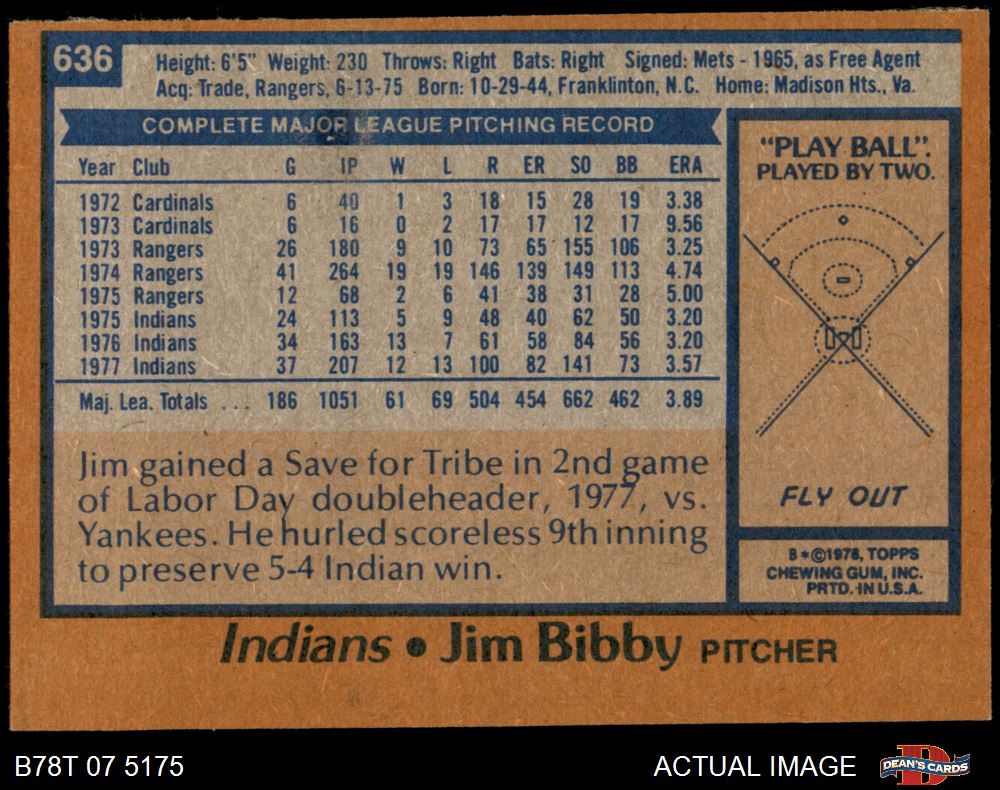 636
Height: 6'5" Weight: 230 Throws: Right Bats: Right Signed: Mets - 1965, as Free Agent
Acq: Trade, Rangers, 6-13-75 Born: 10-29-44, Franklinton, N.C. Home: Madison Hts., Va.
COMPLETE MAJOR LEAGUE PITCHING RECORD
Year Club G IP W L R ER SO BB ERA
1972 Cardinals 6 40 1 3 18 15 28 19 3.38
1973 Cardinals 6 16 0 2 17 17 12 17 9.56
1973 Rangers 26 180 9 10 73 65 155 106 3.25
1974 Rangers 41 264 19 19 146 139 149 113 4.74
1975 Rangers 12 68 2 6 41 38 31 28 5.00
1975 Indians 24 113 5 9 48 40 62 50 3.20
1976 Indians 34 163 13 7 61 58 84 56 3.20
1977 Indians 37 207 12 13 100 82 141 73 3.57
Maj. Lea. Totals ... 186 1051 61 69 504 454 662 462 3.89
Jim gained a Save for Tribe in 2nd game
of Labor Day doubleheader, 1977, vs.
Yankees. He hurled scoreless 9th inning
to preserve 5-4 Indian win.
"PLAY BALL".
PLAYED BY TWO.
FLY OUT
B*©1978, TOPPS
CHEWING GUM, INC.
PRTD. IN U.S.A.
Indians • Jim Bibby PITCHER
B78T 07 5175
ACTUAL IMAGE
D
DEAN'S CARDS